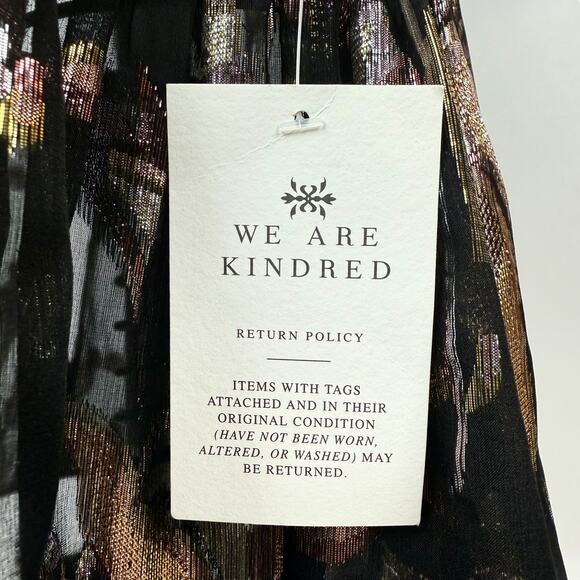 WE ARE
KINDRED
RETURN POLICY
ITEMS WITH TAGS
ATTACHED AND IN THEIR
ORIGINAL CONDITION
(HAVE NOT BEEN WORN,
ALTERED, OR WASHED) MAY
BE RETURNED.